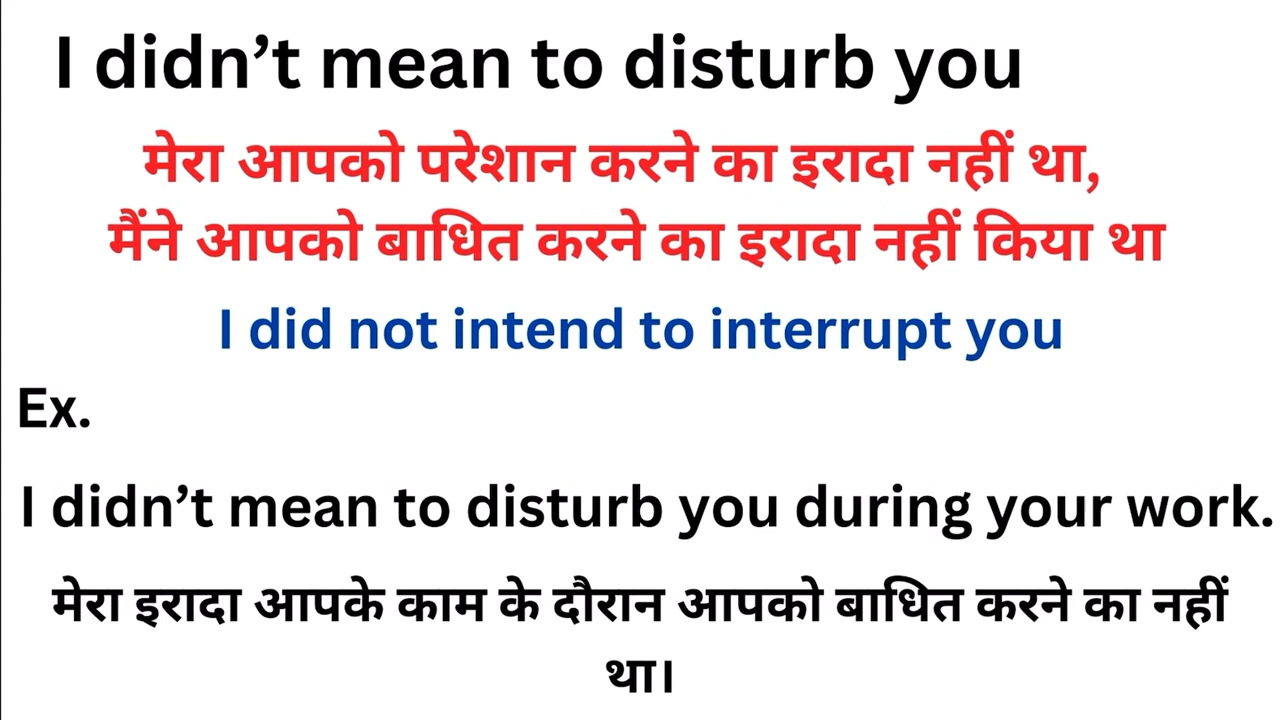 I didn’t mean to disturb you
मेरा आपको परेशान करने का इरादा नहीं था,
मैंने आपको बाधित करने का इरादा नहीं किया था
I did not intend to interrupt you
Ex.
I didn’t mean to disturb you during your work.
मेरा इरादा आपके काम के दौरान आपको बाधित करने का नहीं
था।